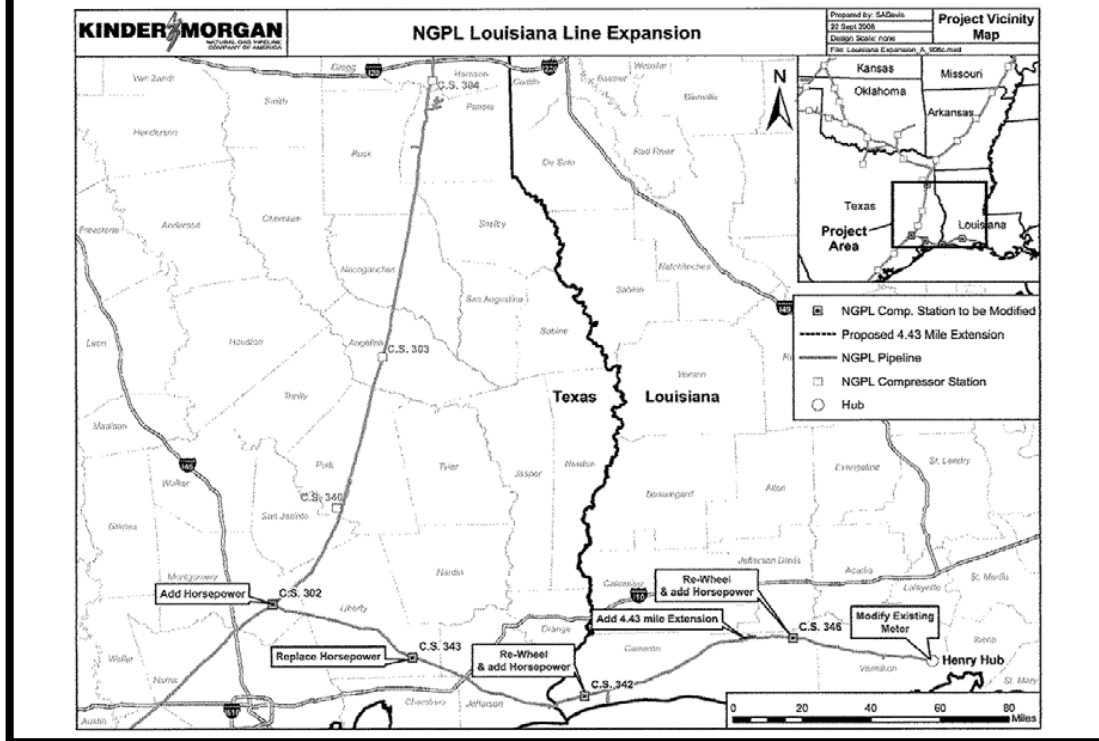 KINDER MORGAN
NATURAL GAS PIPELINE
COMPANY OF AMERICA
NGPL Louisiana Line Expansion
Prepared by: SADavis
20 Sept 2006
Design Scale: none
File: Louisiana Expansion_A_906c.mxd
Project Vicinity
Map
Kansas
Missouri
Oklahoma
Arkansas
Texas
Louisiana
Project
Area
N
NGPL Comp. Station to be Modified
Proposed 4.43 Mile Extension
NGPL Pipeline
NGPL Compressor Station
Hub
Van Zandt
Gregg
Harrison
Caddo
Webster
Bienville
C.S. 304
Smith
Panola
Henderson
Rusk
De Soto
Red River
Anderson
Cherokee
Shelby
Freestone
Nacogdoches
Natchitoches
San Augustine
Sabine
Sabine
Leon
Houston
Angelina
C.S. 303
Vernon
Trinity
Texas
Louisiana
Madison
Walker
Polk
Tyler
Jasper
Newton
Beauregard
Allen
Evangeline
St. Landry
C.S. 340
San Jacinto
Grimes
Montgomery
Hardin
Jefferson Davis
Acadia
Lafayette
St. Martin
Calcasieu
Add Horsepower
C.S. 302
Liberty
Re-Wheel
& add Horsepower
Modify Existing
Meter
Add 4.43 mile Extension
Orange
C.S. 346
Iberia
Waller
C.S. 343
Replace Horsepower
Re-Wheel
& add Horsepower
Cameron
Vermilion
Henry Hub
Harris
C.S. 342
St. Mary
Austin
Chambers
Jefferson
0 20 40 60 80
Miles